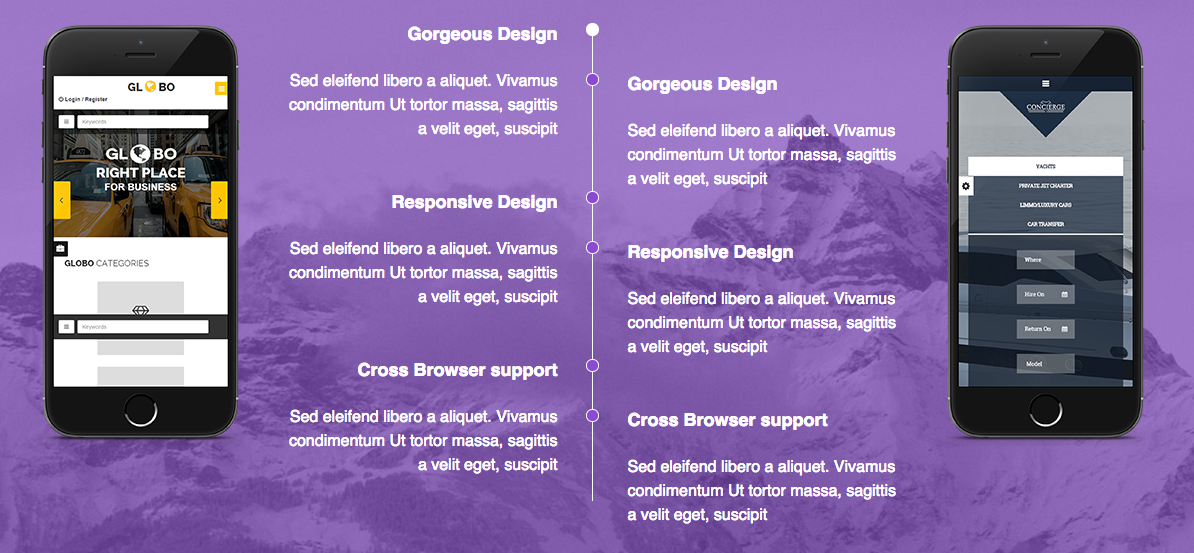 GL BO
Login / Register
Keywords
GL BO
RIGHT PLACE
FOR BUSINESS
GLOBO CATEGORIES
Keywords
Gorgeous Design
Sed eleifend libero a aliquet. Vivamus
condimentum Ut tortor massa, sagittis
a velit eget, suscipit
Responsive Design
Sed eleifend libero a aliquet. Vivamus
condimentum Ut tortor massa, sagittis
a velit eget, suscipit
Cross Browser support
Sed eleifend libero a aliquet. Vivamus
condimentum Ut tortor massa, sagittis
a velit eget, suscipit
Gorgeous Design
Sed eleifend libero a aliquet. Vivamus
condimentum Ut tortor massa, sagittis
a velit eget, suscipit
Responsive Design
Sed eleifend libero a aliquet. Vivamus
condimentum Ut tortor massa, sagittis
a velit eget, suscipit
Cross Browser support
Sed eleifend libero a aliquet. Vivamus
condimentum Ut tortor massa, sagittis
a velit eget, suscipit
CONCIERGE
YACHTS
PRIVATE JET CHARTER
LIMMO/LUXURY CARS
CAR TRANSFER
Where
Hire On
Return On
Model